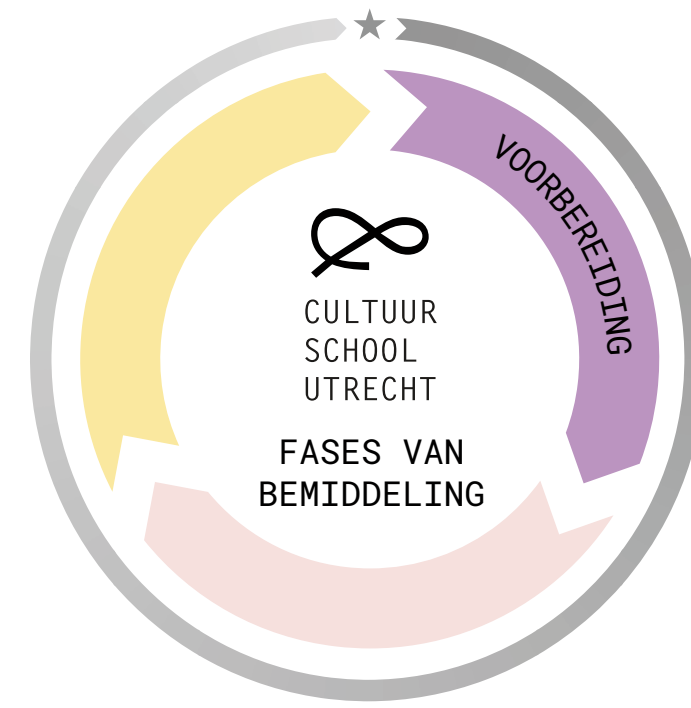 VOORBEREIDING
CULTUUR
SCHOOL
UTRECHT
FASES VAN
BEMIDDELING